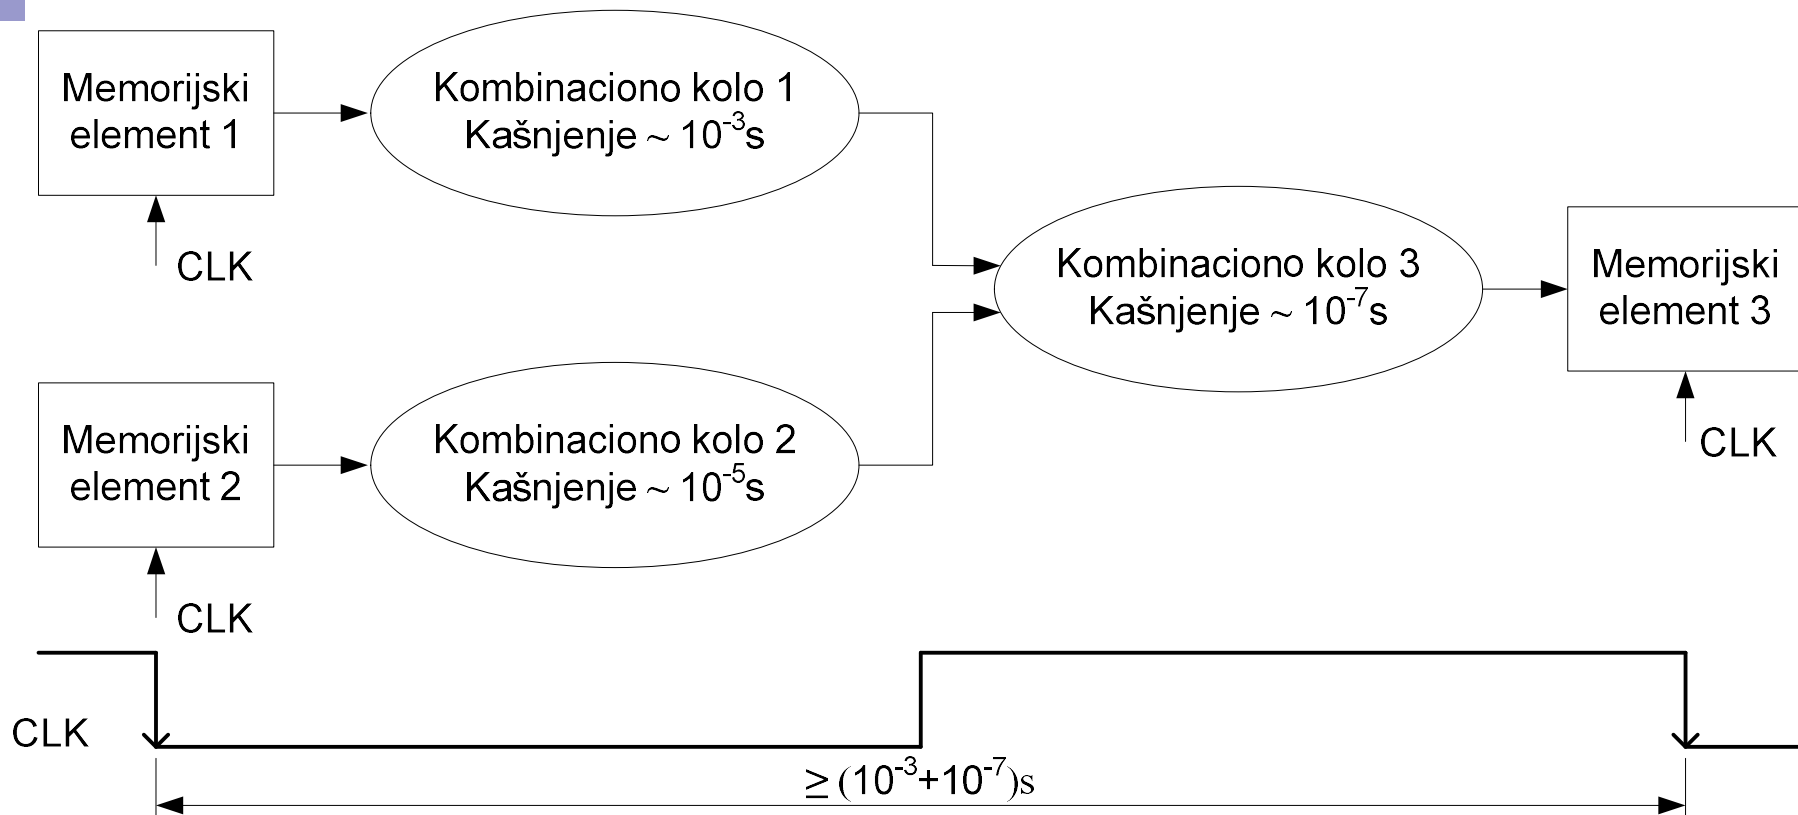 Memorijski
element 1
Kombinaciono kolo 1
Kašnjenje ~ 10⁻³s
CLK
Kombinaciono kolo 3
Kašnjenje ~ 10⁻⁷s
Memorijski
element 3
CLK
Memorijski
element 2
Kombinaciono kolo 2
Kašnjenje ~ 10⁻⁵s
CLK
CLK
≥ (10⁻³+10⁻⁷)s